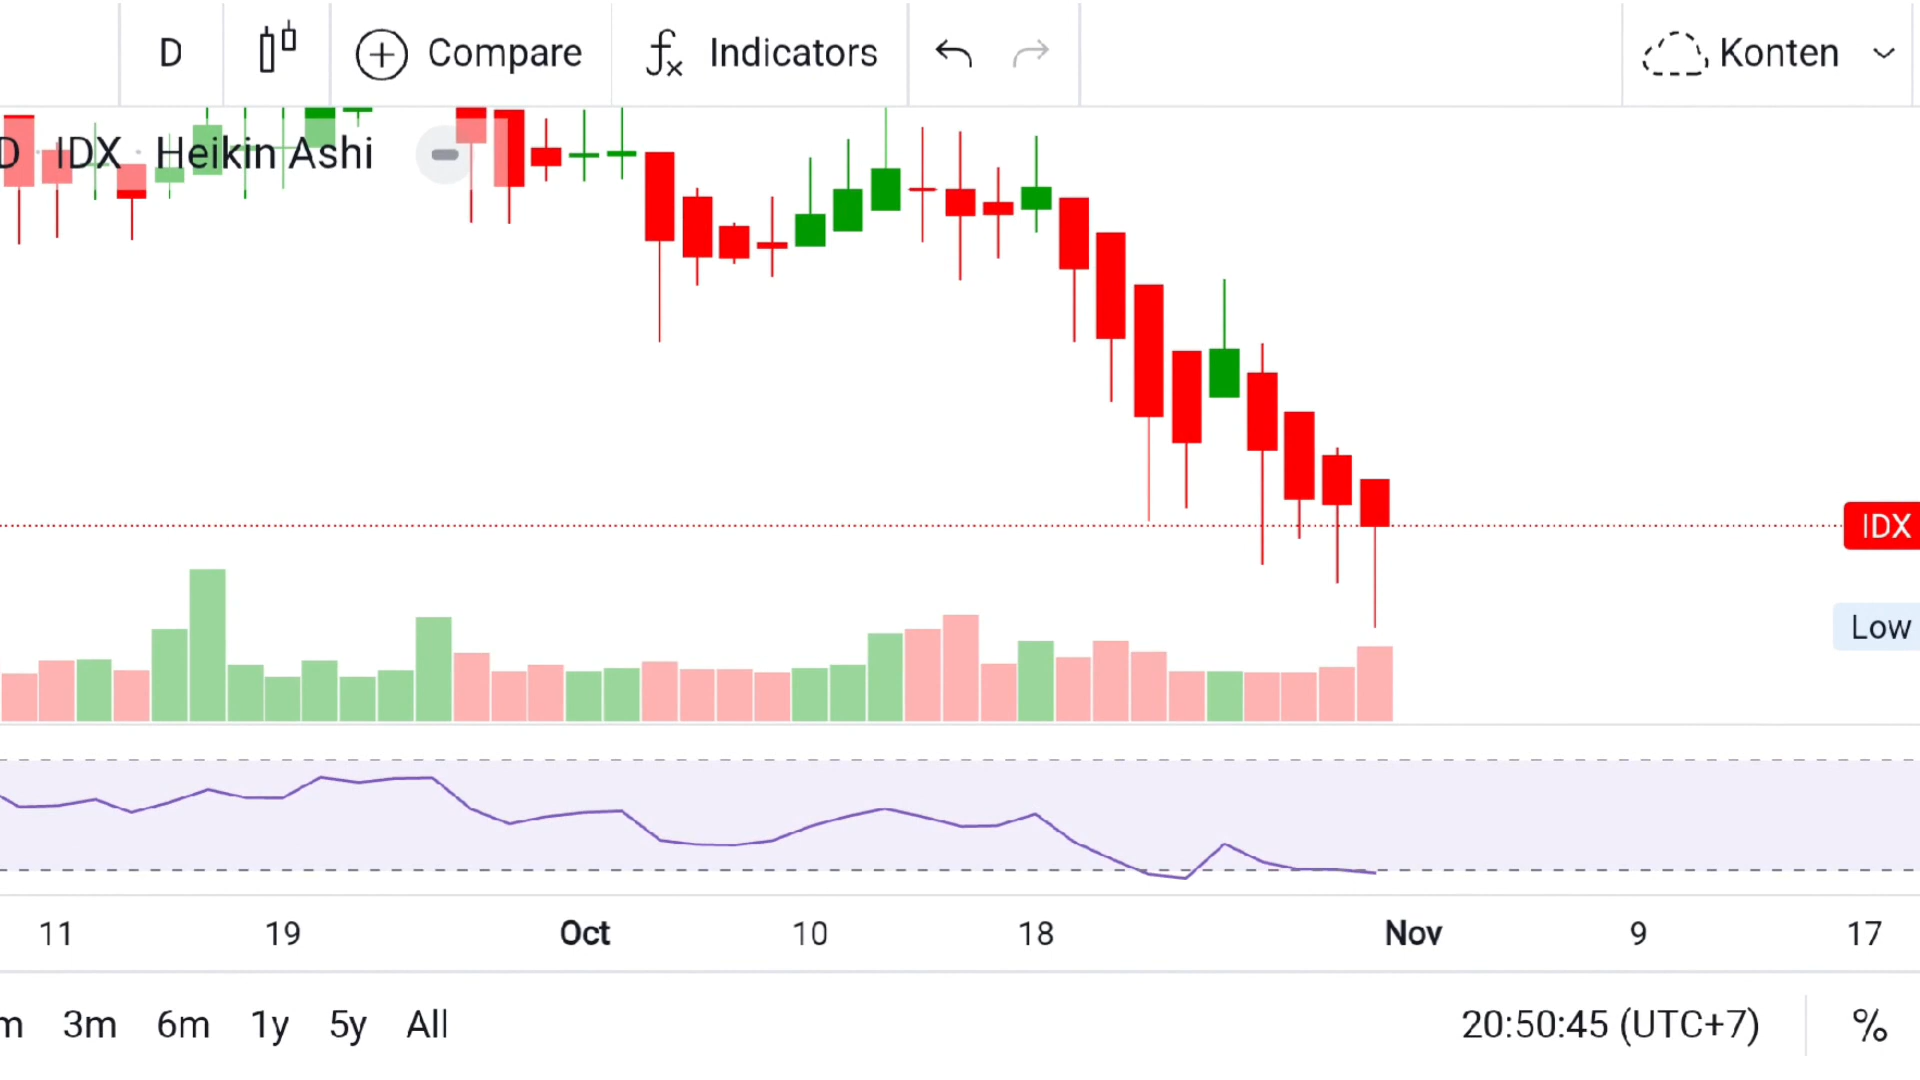 D Compare fx Indicators Konten
D · IDX · Heikin Ashi
IDX
Low
11 19 Oct 10 18 Nov 9 17
m 3m 6m 1y 5y All 20:50:45 (UTC+7) %